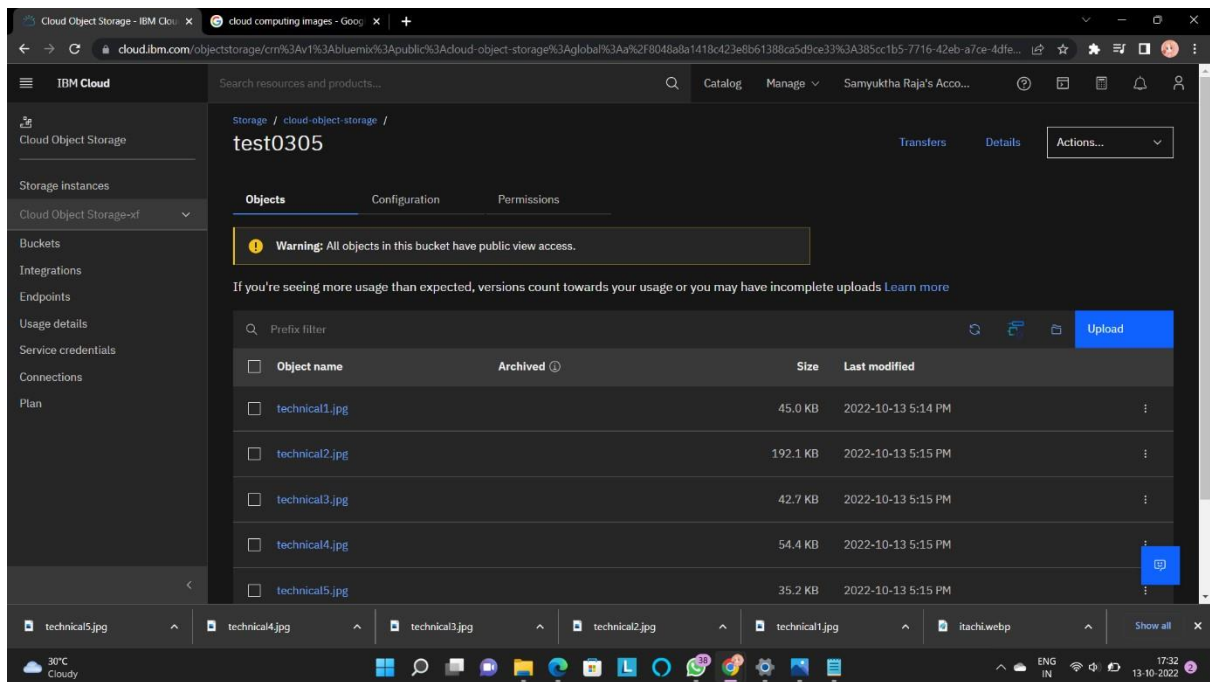 Cloud Object Storage - IBM Clou
cloud computing images - Goog
cloud.ibm.com/objectstorage/crn%3Av1%3Abluemix%3Apublic%3Acloud-object-storage%3Aglobal%3Aa%2F8048a8a1418c423e8b61388ca5d9ce33%3A385cc1b5-7716-42eb-a7ce-4dfe...
IBM Cloud
Search resources and products...
Catalog
Manage
Samyuktha Raja's Acco...
Cloud Object Storage
Storage instances
Cloud Object Storage-xf
Buckets
Integrations
Endpoints
Usage details
Service credentials
Connections
Plan
Storage / cloud-object-storage /
test0305
Transfers
Details
Actions...
Objects
Configuration
Permissions
Warning: All objects in this bucket have public view access.
If you're seeing more usage than expected, versions count towards your usage or you may have incomplete uploads Learn more
Prefix filter
Upload
Object name Archived Size Last modified
technical1.jpg 45.0 KB 2022-10-13 5:14 PM
technical2.jpg 192.1 KB 2022-10-13 5:15 PM
technical3.jpg 42.7 KB 2022-10-13 5:15 PM
technical4.jpg 54.4 KB 2022-10-13 5:15 PM
technical5.jpg 35.2 KB 2022-10-13 5:15 PM
technical5.jpg
technical4.jpg
technical3.jpg
technical2.jpg
technical1.jpg
itachi.webp
Show all
30°C
Cloudy
L
38
ENG
IN
17:32
13-10-2022
2